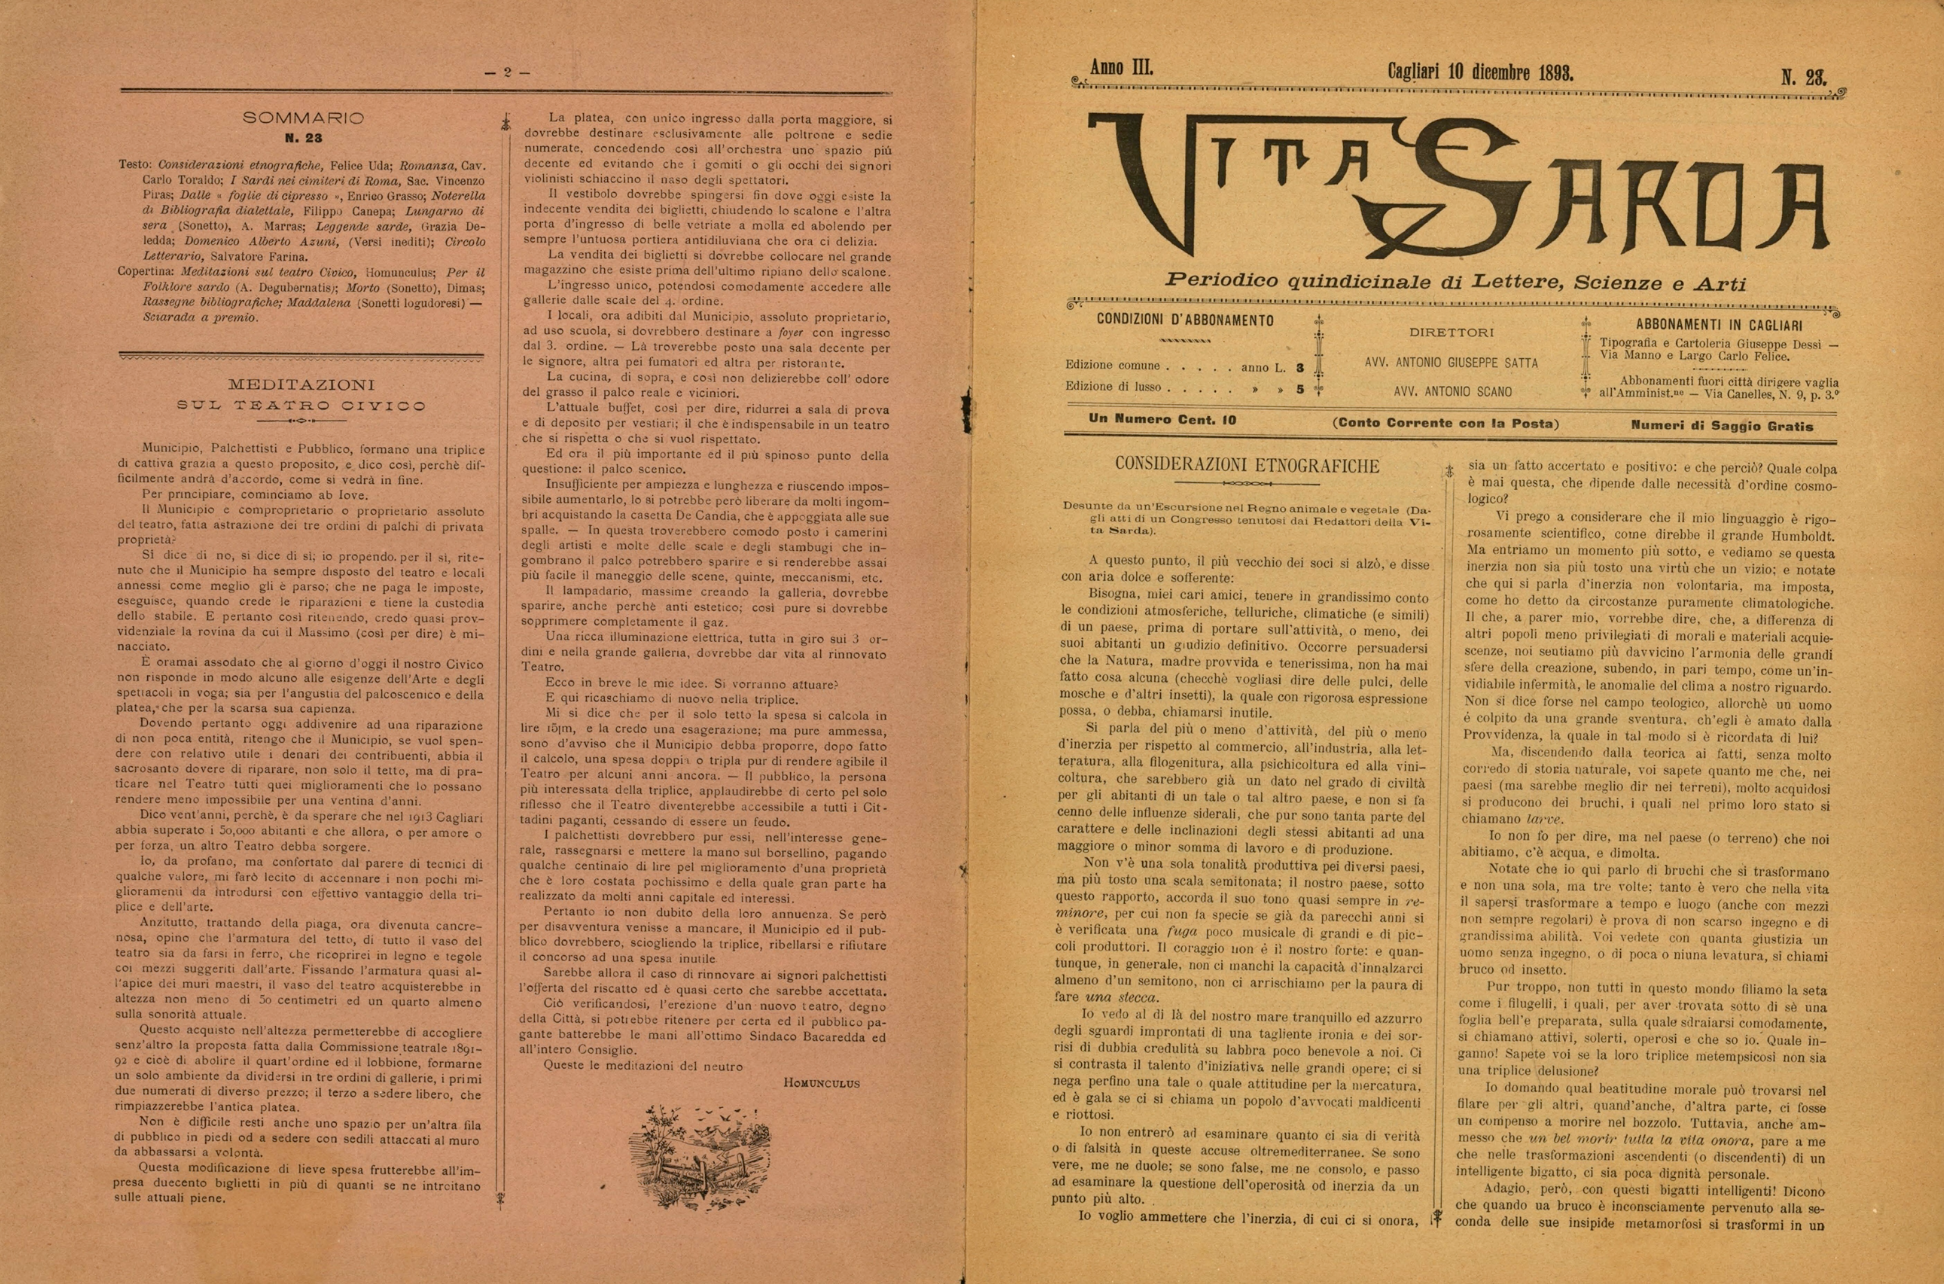 — 2 —
SOMMARIO
N. 23
Testo: Considerazioni etnografiche, Felice Uda; Romanza, Cav.
Carlo Toraldo; I Sardi nei cimiteri di Roma, Sac. Vincenzo
Piras; Dalle « foglie di cipresso », Enrico Grasso; Noterella
di Bibliografia dialettale, Filippo Canepa; Lungarno di
sera (Sonetto), A. Marras; Leggende sarde, Grazia De-
ledda; Domenico Alberto Azuni, (Versi inediti); Circolo
Letterario, Salvatore Farina.
Copertina: Meditazioni sul teatro Civico, Homunculus; Per il
Folklore sardo (A. Degubernatis); Morto (Sonetto), Dimas;
Rassegne bibliografiche; Maddalena (Sonetti logudoresi) —
Sciarada a premio.
MEDITAZIONI
SUL TEATRO CIVICO
Municipio, Palchettisti e Pubblico, formano una triplice
di cattiva grazia a questo proposito, e dico così, perchè dif-
ficilmente andrà d'accordo, come si vedrà in fine.
Per principiare, cominciamo ab Iove.
Il Municipio è comproprietario o proprietario assoluto
del teatro, fatta astrazione dei tre ordini di palchi di privata
proprietà?
Si dice di no, si dice di sì; io propendo per il sì, rite-
nuto che il Municipio ha sempre disposto del teatro e locali
annessi come meglio gli è parso; che ne paga le imposte,
eseguisce, quando crede le riparazioni e tiene la custodia
dello stabile. E pertanto così ritenendo, credo quasi prov-
videnziale la rovina da cui il Massimo (così per dire) è mi-
nacciato.
È oramai assodato che al giorno d'oggi il nostro Civico
non risponde in modo alcuno alle esigenze dell'Arte e degli
spettacoli in voga; sia per l'angustia del palcoscenico e della
platea, che per la scarsa sua capienza.
Dovendo pertanto oggi addivenire ad una riparazione
di non poca entità, ritengo che il Municipio, se vuol spen-
dere con relativo utile i denari dei contribuenti, abbia il
sacrosanto dovere di riparare, non solo il tetto, ma di pra-
ticare nel Teatro tutti quei miglioramenti che lo possano
rendere meno impossibile per una ventina d'anni.
Dico vent'anni, perchè, è da sperare che nel 1913 Cagliari
abbia superato i 50,000 abitanti e che allora, o per amore o
per forza, un altro Teatro debba sorgere.
Io, da profano, ma confortato dal parere di tecnici di
qualche valore, mi farò lecito di accennare i non pochi mi-
glioramenti da introdursi con effettivo vantaggio della tri-
plice e dell'arte.
Anzitutto, trattando della piaga, ora divenuta cancre-
nosa, opino che l'armatura del tetto, di tutto il vaso del
teatro sia da farsi in ferro, che ricoprirei in legno e tegole
coi mezzi suggeriti dall'arte. Fissando l'armatura quasi al-
l'apice dei muri maestri, il vaso del teatro acquisterebbe in
altezza non meno di 50 centimetri ed un quarto almeno
sulla sonorità attuale.
Questo acquisto nell'altezza permetterebbe di accogliere
senz'altro la proposta fatta dalla Commissione teatrale 1891-
92 e cioè di abolire il quart'ordine ed il lobbione, formarne
un solo ambiente da dividersi in tre ordini di gallerie, i primi
due numerati di diverso prezzo; il terzo a sedere libero, che
rimpiazzerebbe l'antica platea.
Non è difficile resti anche uno spazio per un'altra fila
di pubblico in piedi od a sedere con sedili attaccati al muro
da abbassarsi a volontà.
Questa modificazione di lieve spesa frutterebbe all'im-
presa duecento biglietti in più di quanti se ne introitano
sulle attuali piene.
La platea, con unico ingresso dalla porta maggiore, si
dovrebbe destinare esclusivamente alle poltrone e sedie
numerate, concedendo così all'orchestra uno spazio più
decente ed evitando che i gomiti o gli occhi dei signori
violinisti schiaccino il naso degli spettatori.
Il vestibolo dovrebbe spingersi fin dove oggi esiste la
indecente vendita dei biglietti, chiudendo lo scalone e l'altra
porta d'ingresso di belle vetriate a molla ed abolendo per
sempre l'untuosa portiera antidiluviana che ora ci delizia.
La vendita dei biglietti si dovrebbe collocare nel grande
magazzino che esiste prima dell'ultimo ripiano dello scalone.
L'ingresso unico, potendosi comodamente accedere alle
gallerie dalle scale del 4. ordine.
I locali, ora adibiti dal Municipio, assoluto proprietario,
ad uso scuola, si dovrebbero destinare a foyer con ingresso
dal 3. ordine. — Là troverebbe posto una sala decente per
le signore, altra pei fumatori ed altra per ristorante.
La cucina, di sopra, e così non delizierebbe coll' odore
del grasso il palco reale e viciniori.
L'attuale buffet, così per dire, ridurrei a sala di prova
e di deposito per vestiari; il che è indispensabile in un teatro
che si rispetta o che si vuol rispettato.
Ed ora il più importante ed il più spinoso punto della
questione: il palco scenico.
Insufficiente per ampiezza e lunghezza e riuscendo impos-
sibile aumentarlo, lo si potrebbe però liberare da molti ingom-
bri acquistando la casetta De Candia, che è appoggiata alle sue
spalle. — In questa troverebbero comodo posto i camerini
degli artisti e molte delle scale e degli stambugi che in-
gombrano il palco potrebbero sparire e si renderebbe assai
più facile il maneggio delle scene, quinte, meccanismi, etc.
Il lampadario, massime creando la galleria, dovrebbe
sparire, anche perchè anti estetico; così pure si dovrebbe
sopprimere completamente il gaz.
Una ricca illuminazione elettrica, tutta in giro sui 3 or-
dini e nella grande galleria, dovrebbe dar vita al rinnovato
Teatro.
Ecco in breve le mie idee. Si vorranno attuare?
E qui ricaschiamo di nuovo nella triplice.
Mi si dice che per il solo tetto la spesa si calcola in
lire 15|m, e la credo una esagerazione; ma pure ammessa,
sono d'avviso che il Municipio debba proporre, dopo fatto
il calcolo, una spesa doppia o tripla pur di rendere agibile il
Teatro per alcuni anni ancora. — Il pubblico, la persona
più interessata della triplice, applaudirebbe di certo pel solo
riflesso che il Teatro diventerebbe accessibile a tutti i Cit-
tadini paganti, cessando di essere un feudo.
I palchettisti dovrebbero pur essi, nell'interesse gene-
rale, rassegnarsi e mettere la mano sul borsellino, pagando
qualche centinaio di lire pel miglioramento d'una proprietà
che è loro costata pochissimo e della quale gran parte ha
realizzato da molti anni capitale ed interessi.
Pertanto io non dubito della loro annuenza. Se però
per disavventura venisse a mancare, il Municipio ed il pub-
blico dovrebbero, sciogliendo la triplice, ribellarsi e rifiutare
il concorso ad una spesa inutile
Sarebbe allora il caso di rinnovare ai signori palchettisti
l'offerta del riscatto ed è quasi certo che sarebbe accettata.
Ciò verificandosi, l'erezione d'un nuovo teatro, degno
della Città, si potrebbe ritenere per certa ed il pubblico pa-
gante batterebbe le mani all'ottimo Sindaco Bacaredda ed
all'intero Consiglio.
Queste le meditazioni del neutro
HOMUNCULUS
Anno III.
Cagliari 10 dicembre 1893.
N. 23.
VITA SARDA
Periodico quindicinale di Lettere, Scienze e Arti
CONDIZIONI D'ABBONAMENTO
Edizione comune . . . . . anno L. 3
Edizione di lusso . . . . . » » 5
DIRETTORI
AVV. ANTONIO GIUSEPPE SATTA
AVV. ANTONIO SCANO
ABBONAMENTI IN CAGLIARI
Tipografia e Cartoleria Giuseppe Dessì —
Via Manno e Largo Carlo Felice.
Abbonamenti fuori città dirigere vaglia
all'Amminist.ne — Via Canelles, N. 9, p. 3.º
Un Numero Cent. 10
(Conto Corrente con la Posta)
Numeri di Saggio Gratis
CONSIDERAZIONI ETNOGRAFICHE
Desunte da un'Escursione nel Regno animale e vegetale (Da-
gli atti di un Congresso tenutosi dai Redattori della Vi-
ta Sarda).
A questo punto, il più vecchio dei soci si alzò, e disse
con aria dolce e sofferente:
Bisogna, miei cari amici, tenere in grandissimo conto
le condizioni atmosferiche, telluriche, climatiche (e simili)
di un paese, prima di portare sull'attività, o meno, dei
suoi abitanti un giudizio definitivo. Occorre persuadersi
che la Natura, madre provvida e tenerissima, non ha mai
fatto cosa alcuna (checchè vogliasi dire delle pulci, delle
mosche e d'altri insetti), la quale con rigorosa espressione
possa, o debba, chiamarsi inutile.
Si parla del più o meno d'attività, del più o meno
d'inerzia per rispetto al commercio, all'industria, alla let-
teratura, alla filogenitura, alla psichicoltura ed alla vini-
coltura, che sarebbero già un dato nel grado di civiltà
per gli abitanti di un tale o tal altro paese, e non si fa
cenno delle influenze siderali, che pur sono tanta parte del
carattere e delle inclinazioni degli stessi abitanti ad una
maggiore o minor somma di lavoro e di produzione.
Non v'è una sola tonalità produttiva pei diversi paesi,
ma più tosto una scala semitonata; il nostro paese, sotto
questo rapporto, accorda il suo tono quasi sempre in re-
minore, per cui non fa specie se già da parecchi anni si
è verificata una fuga poco musicale di grandi e di pic-
coli produttori. Il coraggio non è il nostro forte: e quan-
tunque, in generale, non ci manchi la capacità d'innalzarci
almeno d'un semitono, non ci arrischiamo per la paura di
fare una stecca.
Io vedo al di là del nostro mare tranquillo ed azzurro
degli sguardi improntati di una tagliente ironia e dei sor-
risi di dubbia credulità su labbra poco benevole a noi. Ci
si contrasta il talento d'iniziativa nelle grandi opere; ci si
nega perfino una tale o quale attitudine per la mercatura,
ed è gala se ci si chiama un popolo d'avvocati maldicenti
e riottosi.
Io non entrerò ad esaminare quanto ci sia di verità
o di falsità in queste accuse oltremediterranee. Se sono
vere, me ne duole; se sono false, me ne consolo, e passo
ad esaminare la questione dell'operosità od inerzia da un
punto più alto.
Io voglio ammettere che l'inerzia, di cui ci si onora,
sia un fatto accertato e positivo: e che perciò? Quale colpa
è mai questa, che dipende dalle necessità d'ordine cosmo-
logico?
Vi prego a considerare che il mio linguaggio è rigo-
rosamente scientifico, come direbbe il grande Humboldt.
Ma entriamo un momento più sotto, e vediamo se questa
inerzia non sia più tosto una virtù che un vizio; e notate
che qui si parla d'inerzia non volontaria, ma imposta,
come ho detto da circostanze puramente climatologiche.
Il che, a parer mio, vorrebbe dire, che, a differenza di
altri popoli meno privilegiati di morali e materiali acquie-
scenze, noi sentiamo più davvicino l'armonia delle grandi
sfere della creazione, subendo, in pari tempo, come un'in-
vidiabile infermità, le anomalie del clima a nostro riguardo.
Non si dice forse nel campo teologico, allorchè un uomo
è colpito da una grande sventura, ch'egli è amato dalla
Provvidenza, la quale in tal modo si è ricordata di lui?
Ma, discendendo dalla teorica ai fatti, senza molto
corredo di storia naturale, voi sapete quanto me che, nei
paesi (ma sarebbe meglio dir nei terreni), molto acquidosi
si producono dei bruchi, i quali nel primo loro stato si
chiamano larve.
Io non fo per dire, ma nel paese (o terreno) che noi
abitiamo, c'è acqua, e dimolta.
Notate che io qui parlo di bruchi che si trasformano
e non una sola, ma tre volte: tanto è vero che nella vita
il sapersi trasformare a tempo e luogo (anche con mezzi
non sempre regolari) è prova di non scarso ingegno e di
grandissima abilità. Voi vedete con quanta giustizia un
uomo senza ingegno, o di poca o niuna levatura, si chiami
bruco od insetto.
Pur troppo, non tutti in questo mondo filiamo la seta
come i filugelli, i quali, per aver trovata sotto di sè una
foglia bell'e preparata, sulla quale sdraiarsi comodamente,
si chiamano attivi, solerti, operosi e che so io. Quale in-
ganno! Sapete voi se la loro triplice metempsicosi non sia
una triplice delusione?
Io domando qual beatitudine morale può trovarsi nel
filare per gli altri, quand'anche, d'altra parte, ci fosse
un compenso a morire nel bozzolo. Tuttavia, anche am-
messo che un bel morir tutta la vita onora, pare a me
che nelle trasformazioni ascendenti (o discendenti) di un
intelligente bigatto, ci sia poca dignità personale.
Adagio, però, con questi bigatti intelligenti! Dicono
che quando ua bruco è inconsciamente pervenuto alla se-
conda delle sue insipide metamorfosi si trasformi in un